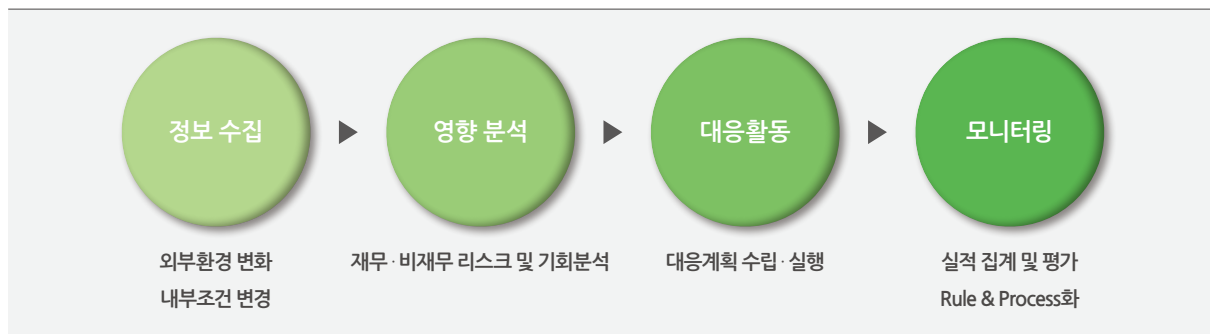 정보 수집
영향 분석
대응활동
모니터링
외부환경 변화
내부조건 변경
재무·비재무 리스크 및 기회분석
대응계획 수립·실행
실적 집계 및 평가
Rule & Process화